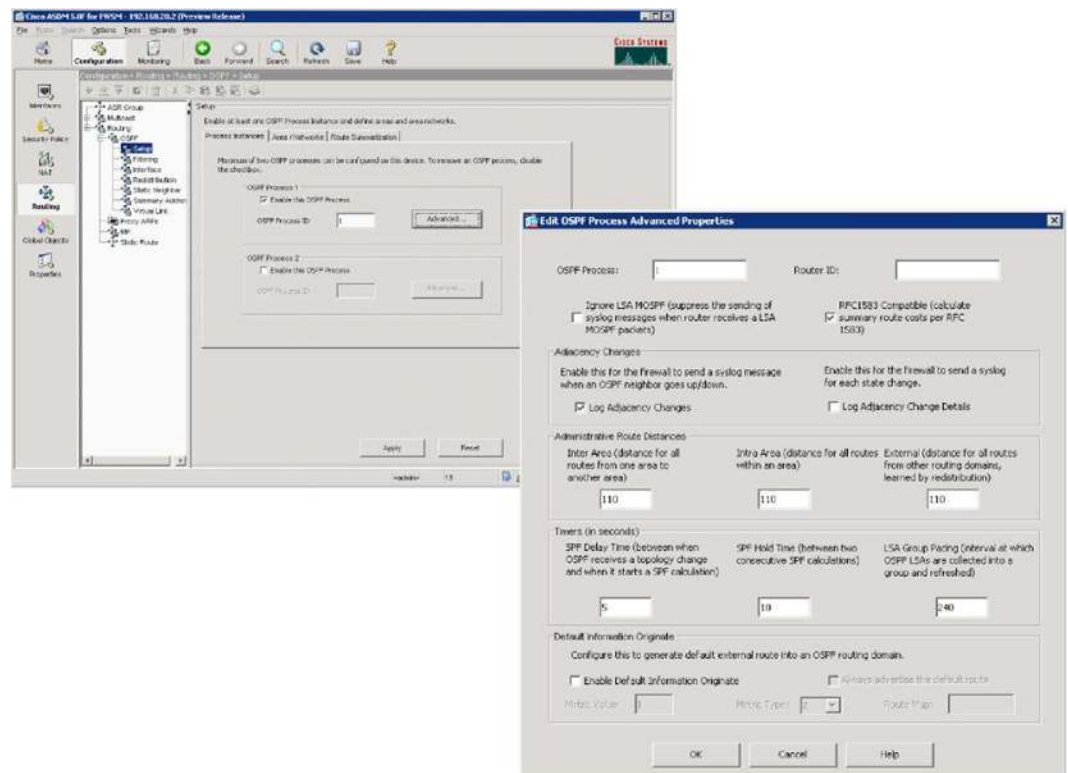 Cisco ASDM 5.0F for FWSM - 192.168.20.2 (Preview Release)
File Rules Search Options Tools Wizards Help
Home Configuration Monitoring Back Forward Search Refresh Save Help
Cisco Systems
Configuration > Routing > Routing > OSPF > Setup
Interfaces
Security Policy
NAT
Routing
Global Objects
Properties
ASR Group
Multicast
Routing
OSPF
Setup
Filtering
Interface
Redistribution
Static Neighbor
Summary Addres
Virtual Link
Proxy ARPs
RIP
Static Route
Setup
Enable at least one OSPF Process Instance and define areas and area networks.
Process Instances Area / Networks Route Summarization
Maximum of two OSPF processes can be configured on this device. To remove an OSPF process, disable
the checkbox.
OSPF Process 1
Enable this OSPF Process
OSPF Process ID: 1 Advanced ...
OSPF Process 2
Enable this OSPF Process
OSPF Process ID: Advanced ...
Apply Reset
<admin> 15
Edit OSPF Process Advanced Properties
OSPF Process: 1 Router ID:
Ignore LSA MOSPF (suppress the sending of
syslog messages when router receives a LSA
MOSPF packets)
RFC1583 Compatible (calculate
summary route costs per RFC
1583)
Adjacency Changes
Enable this for the firewall to send a syslog message
when an OSPF neighbor goes up/down.
Log Adjacency Changes
Enable this for the firewall to send a syslog
for each state change.
Log Adjacency Change Details
Administrative Route Distances
Inter Area (distance for all
routes from one area to
another area)
110
Intra Area (distance for all routes
within an area)
110
External (distance for all routes
from other routing domains,
learned by redistribution)
110
Timers (in seconds)
SPF Delay Time (between when
OSPF receives a topology change
and when it starts a SPF calculation)
5
SPF Hold Time (between two
consecutive SPF calculations)
10
LSA Group Pacing (interval at which
OSPF LSAs are collected into a
group and refreshed)
240
Default Information Originate
Configure this to generate default external route into an OSPF routing domain.
Enable Default Information Originate Always advertise the default route
Metric Value: 1 Metric Type: 2 Route Map:
OK Cancel Help